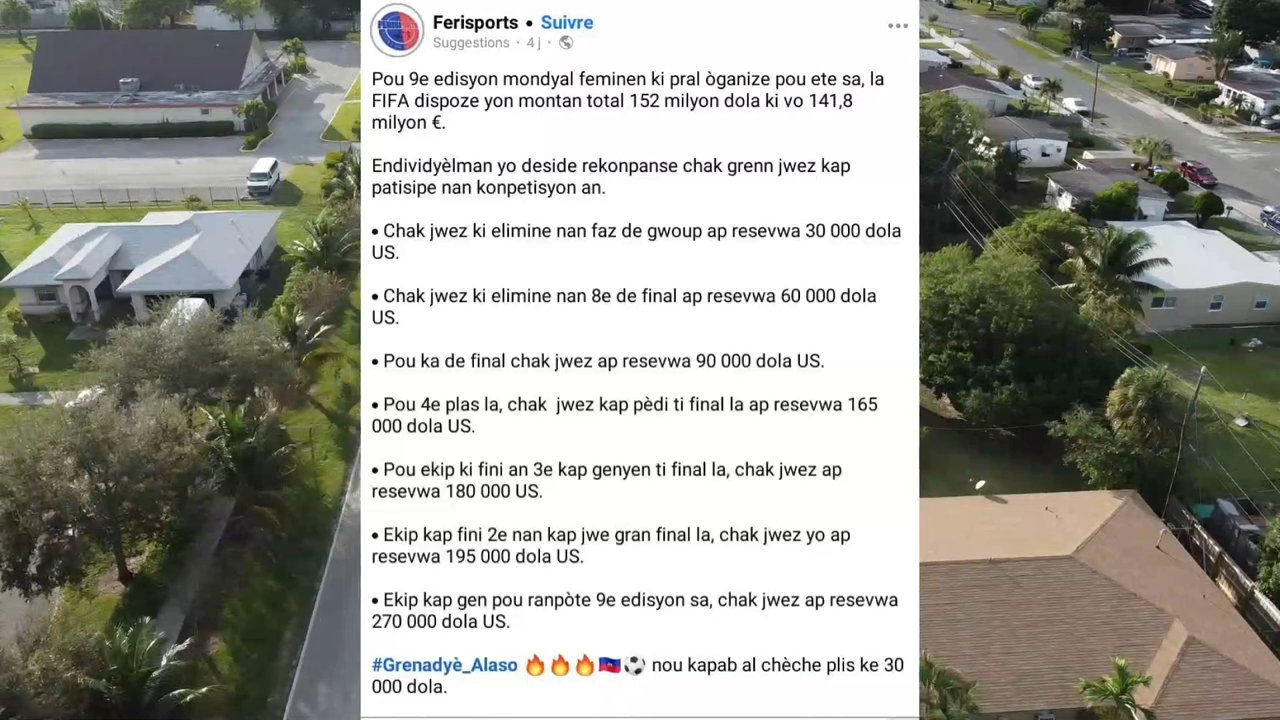 Ferisports • Suivre
Suggestions · 4 j ·
Pou 9e edisyon mondyal feminen ki pral òganize pou ete sa, la
FIFA dispoze yon montan total 152 milyon dola ki vo 141,8
milyon €.
Endividyèlman yo deside rekonpanse chak grenn jwez kap
patisipe nan konpetisyon an.
• Chak jwez ki elimine nan faz de gwoup ap resevwa 30 000 dola
US.
• Chak jwez ki elimine nan 8e de final ap resevwa 60 000 dola
US.
• Pou ka de final chak jwez ap resevwa 90 000 dola US.
• Pou 4e plas la, chak  jwez kap pèdi ti final la ap resevwa 165
000 dola US.
• Pou ekip ki fini an 3e kap genyen ti final la, chak jwez ap
resevwa 180 000 US.
• Ekip kap fini 2e nan kap jwe gran final la, chak jwez yo ap
resevwa 195 000 dola US.
• Ekip kap gen pou ranpòte 9e edisyon sa, chak jwez ap resevwa
270 000 dola US.
#Grenadyè_Alaso 🔥🔥🔥🇭🇹⚽ nou kapab al chèche plis ke 30
000 dola.